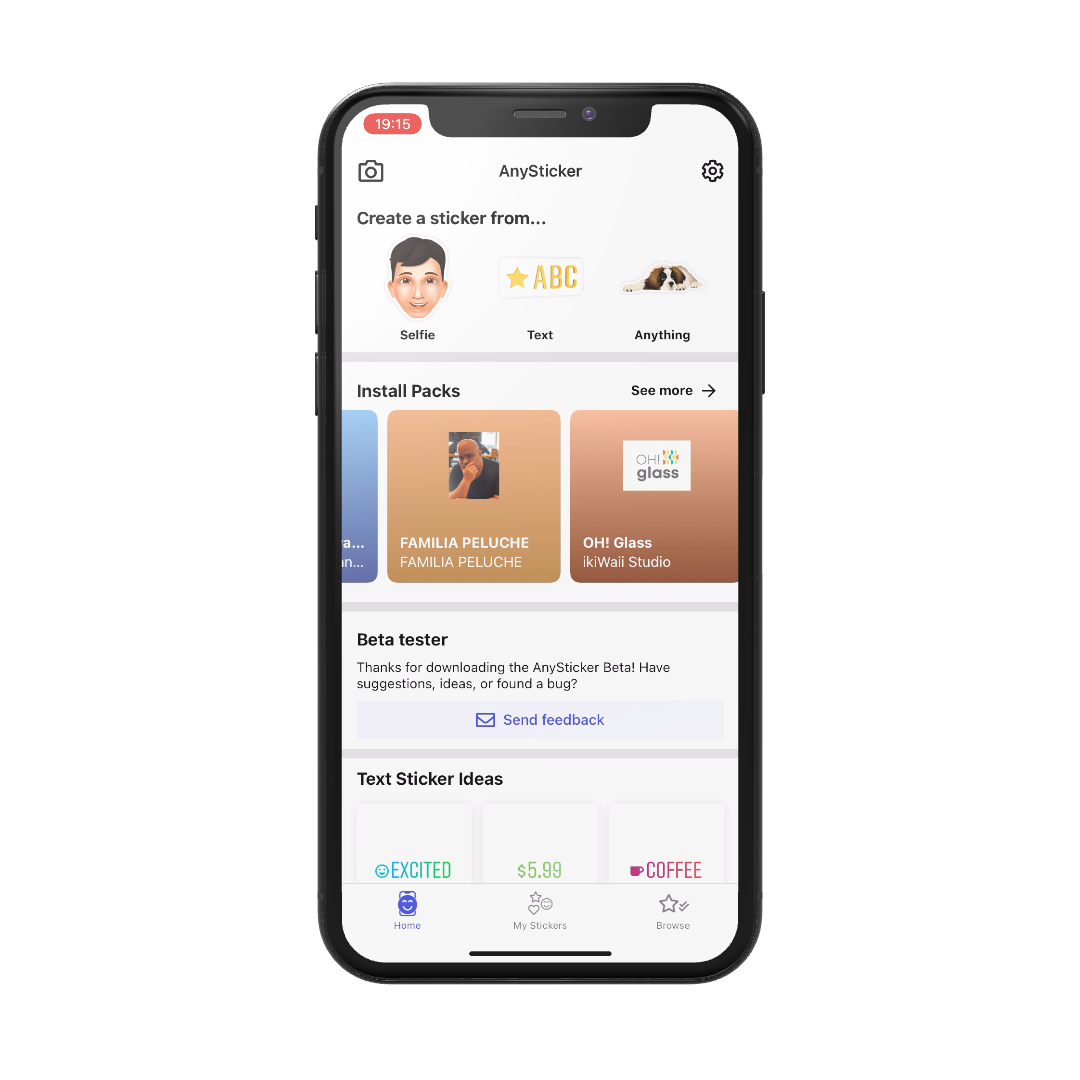 19:15
AnySticker
Create a sticker from...
ABC
Selfie
Text
Anything
Install Packs
See more
a...
an...
FAMILIA PELUCHE
FAMILIA PELUCHE
OH! glass
OH! Glass
ikiWaii Studio
Beta tester
Thanks for downloading the AnySticker Beta! Have
suggestions, ideas, or found a bug?
Send feedback
Text Sticker Ideas
EXCITED
$5.99
COFFEE
Home
My Stickers
Browse